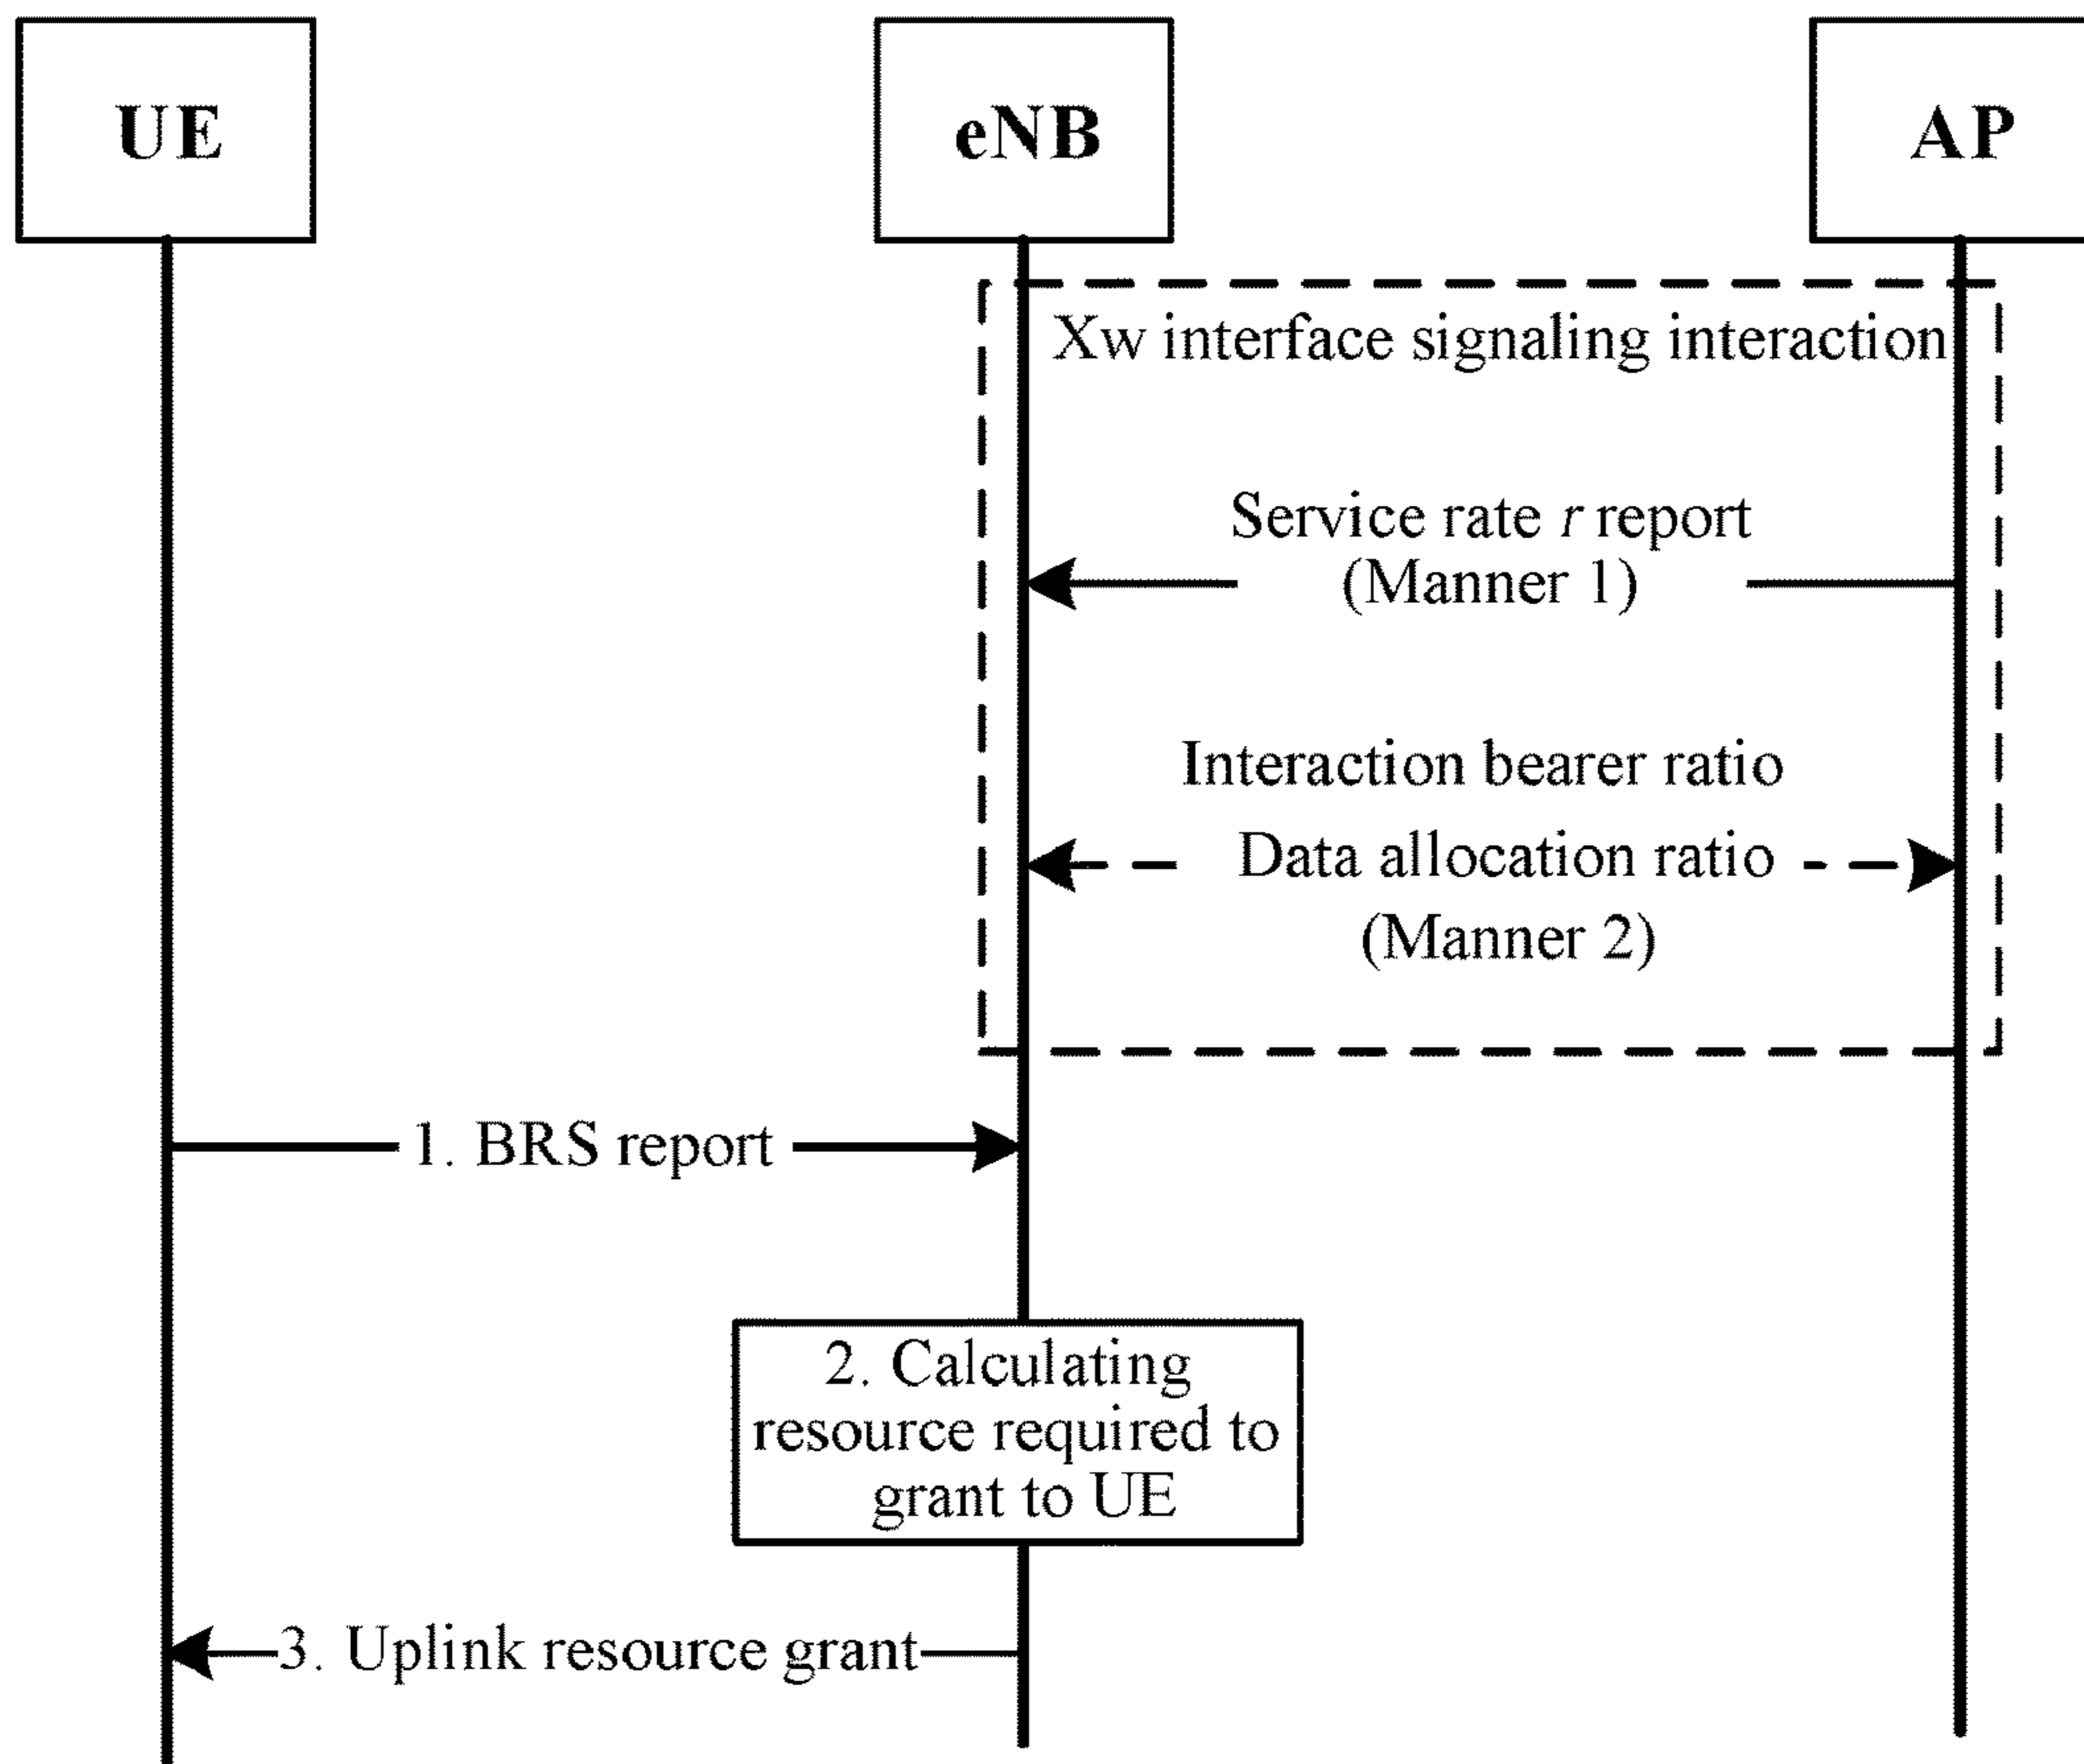 UE
eNB
AP
Xw interface signaling interaction
Service rate r report
(Manner 1)
Interaction bearer ratio
Data allocation ratio
(Manner 2)
1. BRS report
2. Calculating
resource required to
grant to UE
3. Uplink resource grant